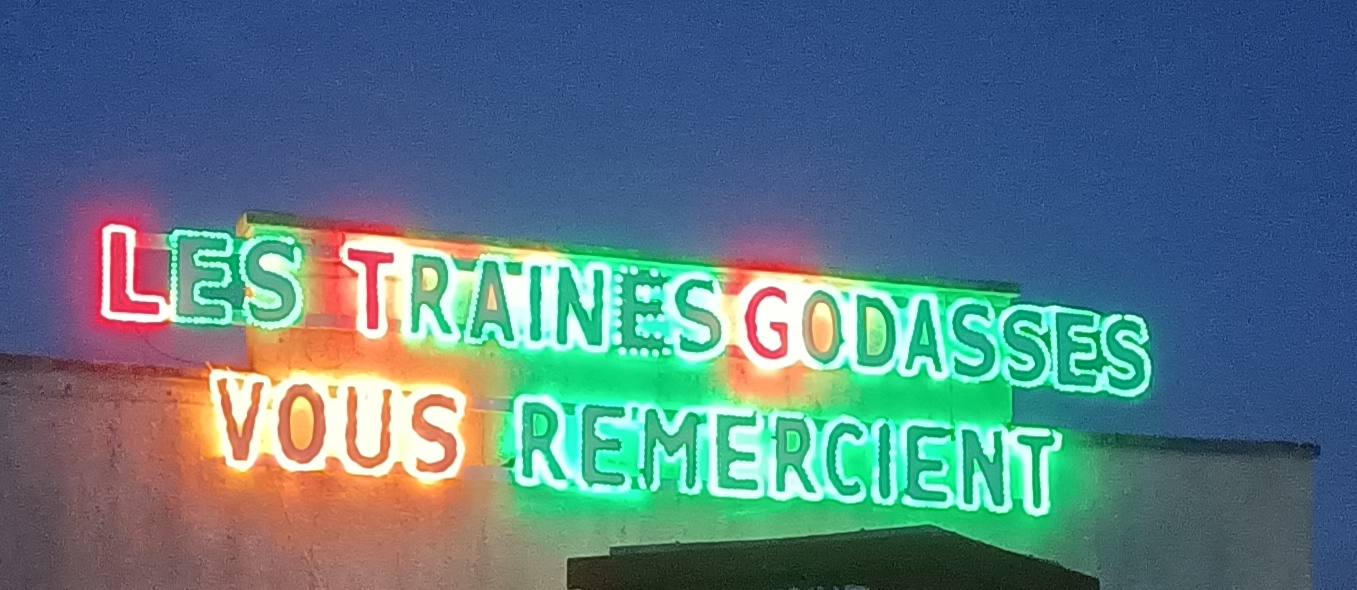 LES TRAINES GODASSES
VOUS REMERCIENT